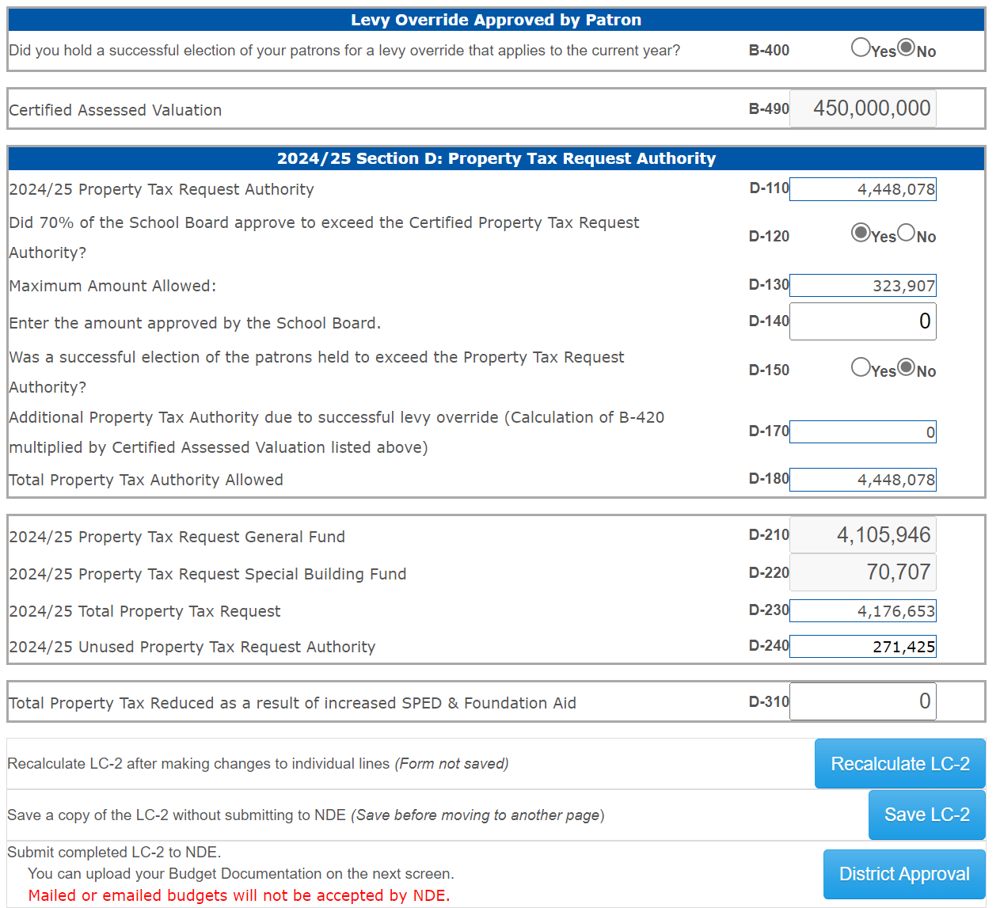 Levy Override Approved by Patron
Did you hold a successful election of your patrons for a levy override that applies to the current year? B-400 Yes No
Certified Assessed Valuation B-490 450,000,000
2024/25 Section D: Property Tax Request Authority
2024/25 Property Tax Request Authority D-110 4,448,078
Did 70% of the School Board approve to exceed the Certified Property Tax Request
Authority? D-120 Yes No
Maximum Amount Allowed: D-130 323,907
Enter the amount approved by the School Board. D-140 0
Was a successful election of the patrons held to exceed the Property Tax Request
Authority? D-150 Yes No
Additional Property Tax Authority due to successful levy override (Calculation of B-420
multiplied by Certified Assessed Valuation listed above) D-170 0
Total Property Tax Authority Allowed D-180 4,448,078
2024/25 Property Tax Request General Fund D-210 4,105,946
2024/25 Property Tax Request Special Building Fund D-220 70,707
2024/25 Total Property Tax Request D-230 4,176,653
2024/25 Unused Property Tax Request Authority D-240 271,425
Total Property Tax Reduced as a result of increased SPED & Foundation Aid D-310 0
Recalculate LC-2 after making changes to individual lines (Form not saved) Recalculate LC-2
Save a copy of the LC-2 without submitting to NDE (Save before moving to another page) Save LC-2
Submit completed LC-2 to NDE.
You can upload your Budget Documentation on the next screen. District Approval
Mailed or emailed budgets will not be accepted by NDE.